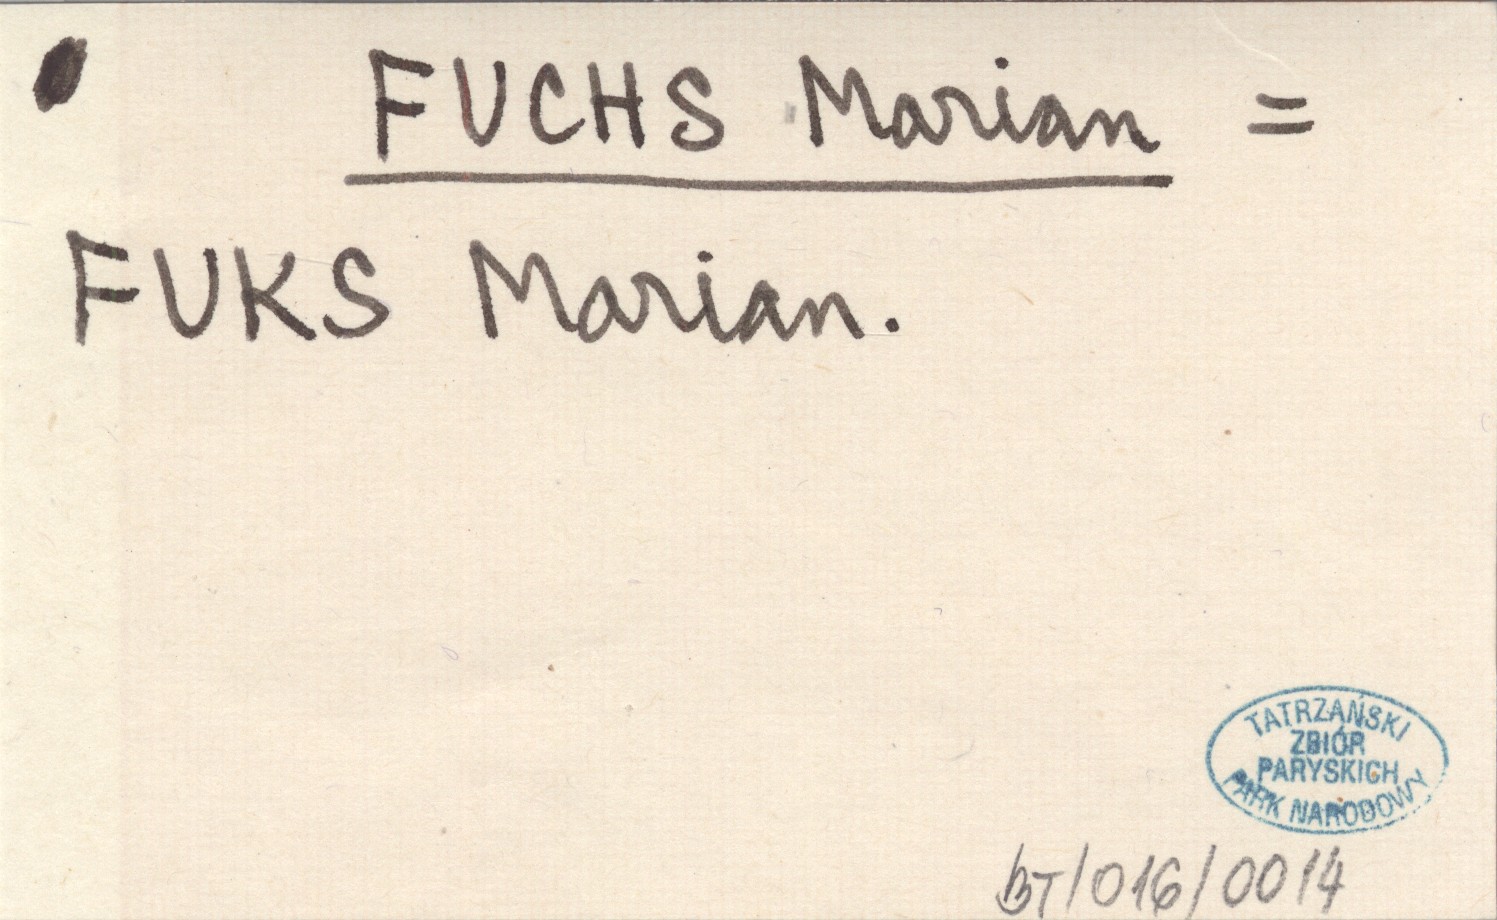 FUCHS Marian =
FUKS Marian.
TATRZAŃSKI
ZBIÓR
PARYSKICH
PARK NARODOWY
BT/016/0014